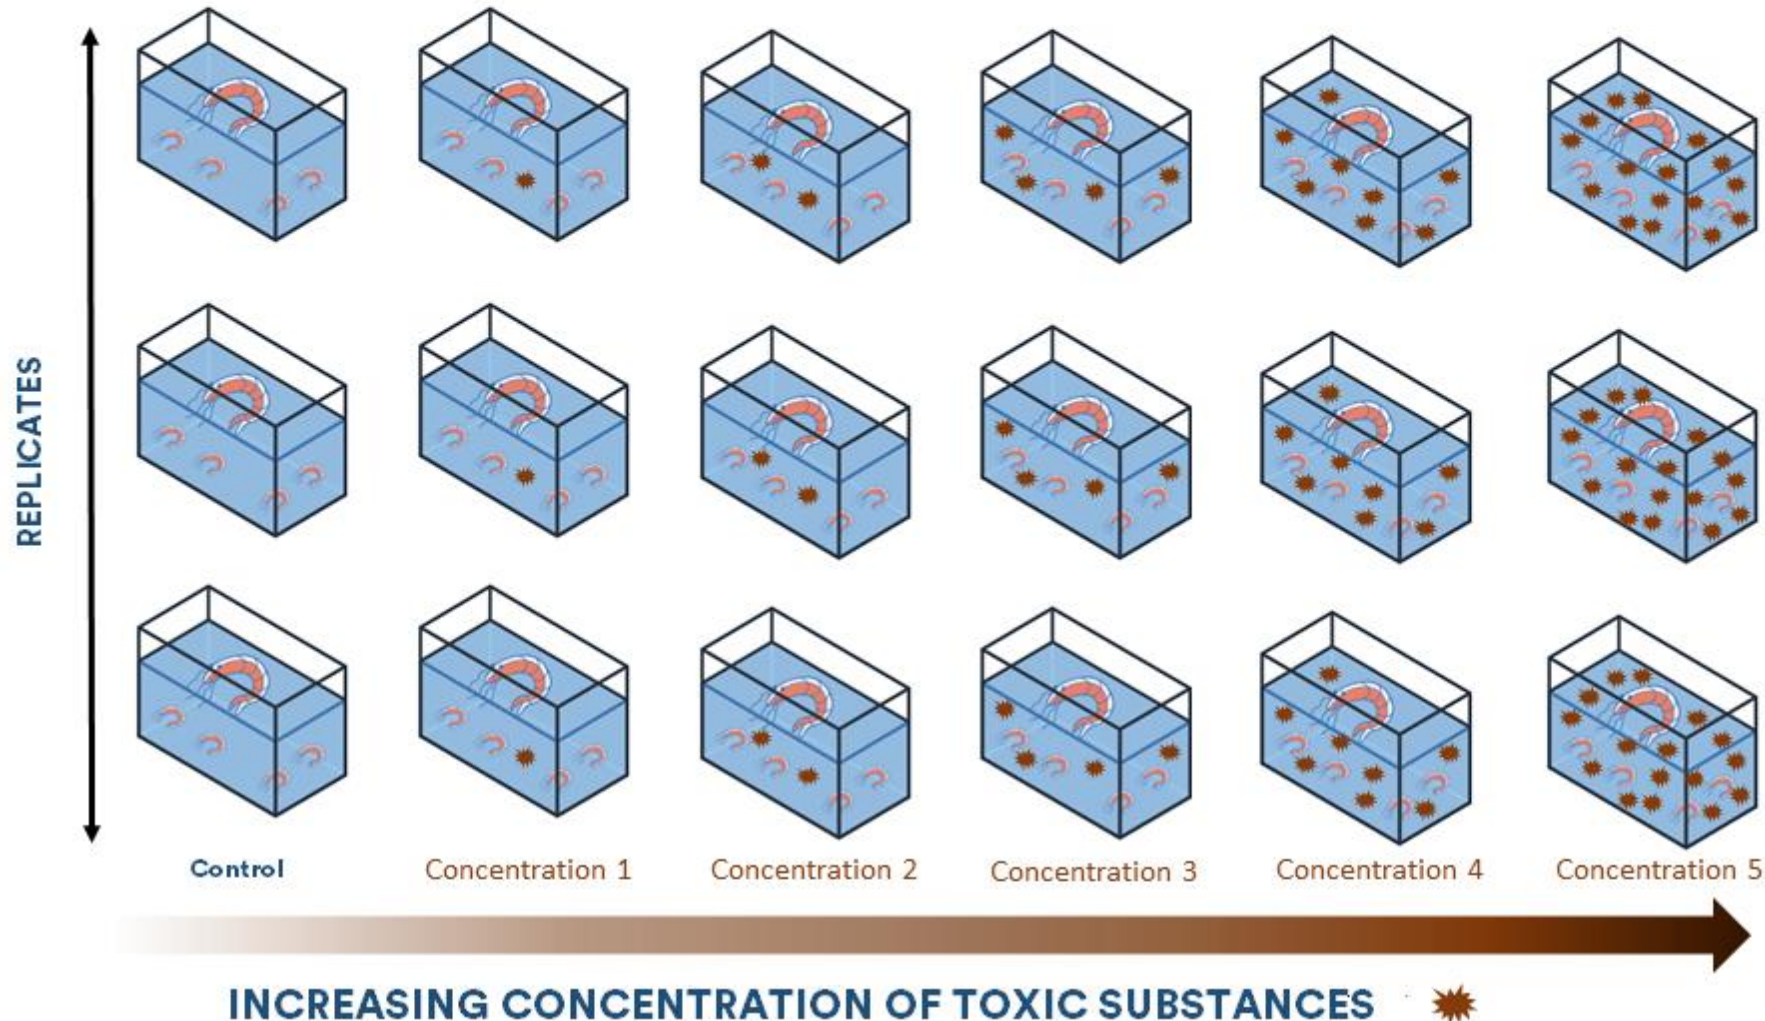 REPLICATES
Control
Concentration 1
Concentration 2
Concentration 3
Concentration 4
Concentration 5
INCREASING CONCENTRATION OF TOXIC SUBSTANCES